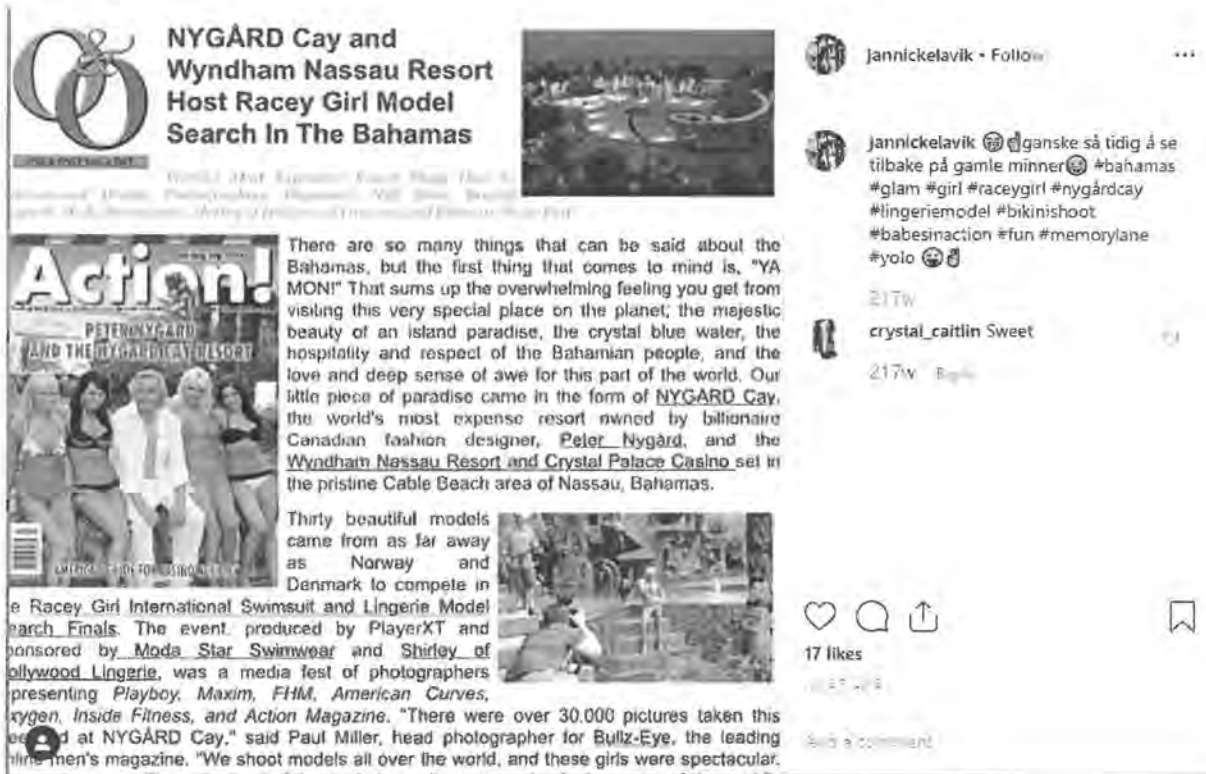 O&O
NYGÅRD Cay and
Wyndham Nassau Resort
Host Racey Girl Model
Search In The Bahamas
Action!
PETER NYGARD
AND THE NYGARD CAY RESORT
There are so many things that can be said about the
Bahamas, but the first thing that comes to mind is, "YA
MON!" That sums up the overwhelming feeling you get from
visiting this very special place on the planet; the majestic
beauty of an island paradise, the crystal blue water, the
hospitality and respect of the Bahamian people, and the
love and deep sense of awe for this part of the world. Our
little piece of paradise came in the form of NYGÅRD Cay,
the world's most expense resort owned by billionaire
Canadian fashion designer, Peter Nygård, and the
Wyndham Nassau Resort and Crystal Palace Casino set in
the pristine Cable Beach area of Nassau, Bahamas.
Thirty beautiful models
came from as far away
as Norway and
Denmark to compete in
e Racey Girl International Swimsuit and Lingerie Model
earch Finals. The event, produced by PlayerXT and
ponsored by Moda Star Swimwear and Shirley of
ollywood Lingerie, was a media fest of photographers
presenting Playboy, Maxim, FHM, American Curves,
xygen, Inside Fitness, and Action Magazine. "There were over 30.000 pictures taken this
d at NYGÅRD Cay," said Paul Miller, head photographer for Bullz-Eye, the leading
men's magazine. "We shoot models all over the world, and these girls were spectacular.
jannickelavik • Follow
jannickelavik ganske så tidig å se
tilbake på gamle minner #bahamas
#glam #girl #raceygirl #nygårdcay
#lingeriemodel #bikinishoot
#babesinaction #fun #memorylane
#yolo
217w
crystal_caitlin Sweet
217w Reply
17 likes
Add a comment